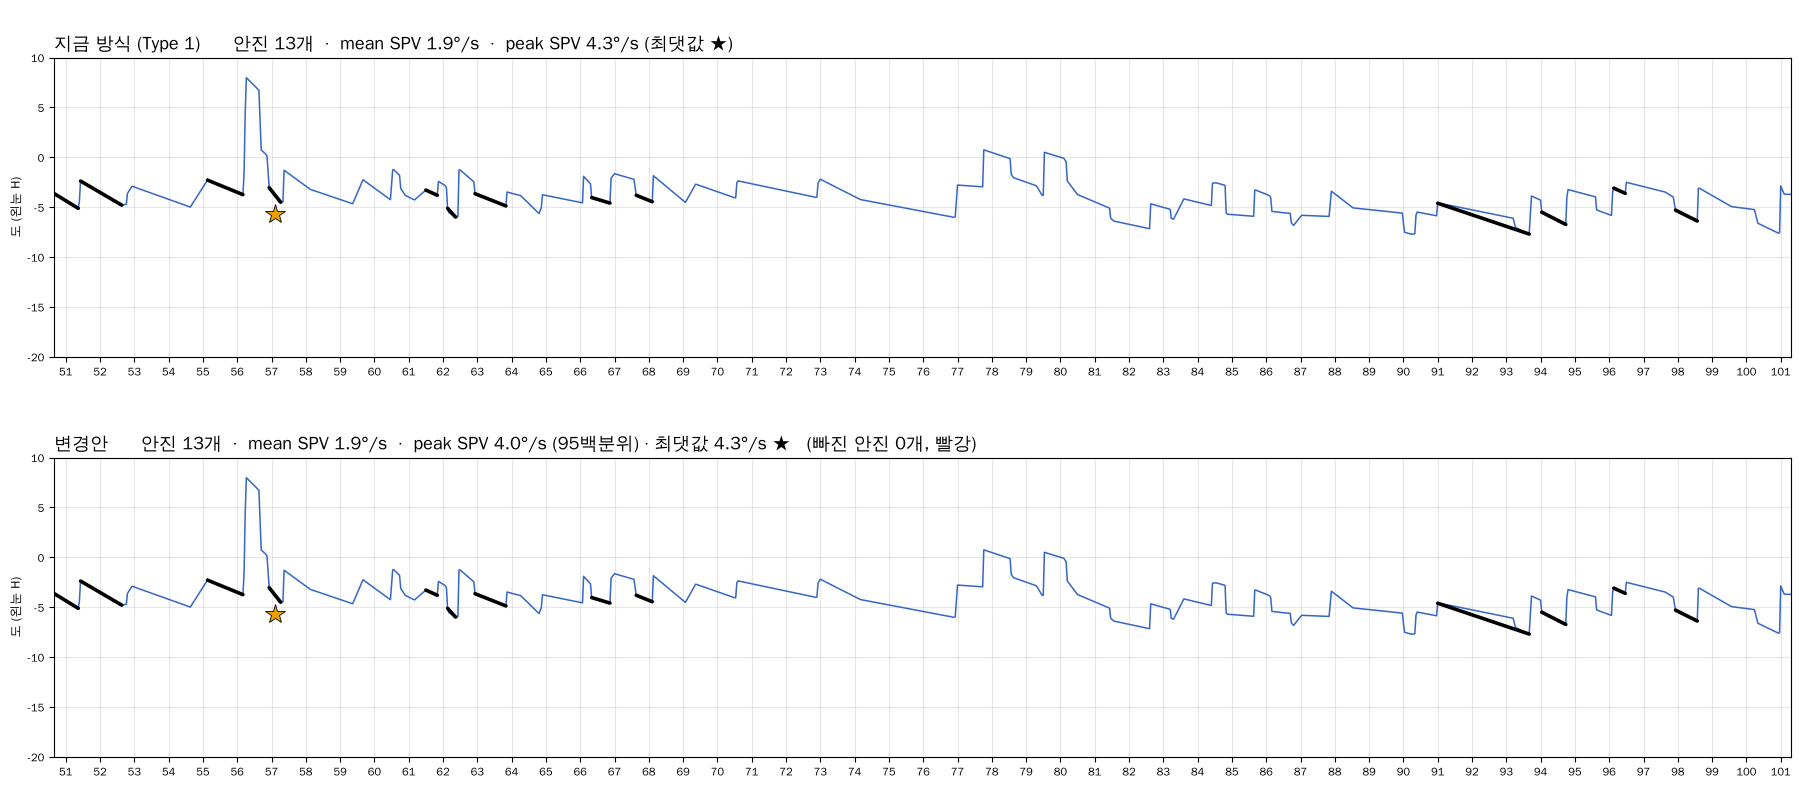 지금 방식 (Type 1) 안진 13개 · mean SPV 1.9°/s · peak SPV 4.3°/s (최댓값 ★)
10
5
0
-5
-10
-15
-20
도 (왼눈 H)
51 52 53 54 55 56 57 58 59 60 61 62 63 64 65 66 67 68 69 70 71 72 73 74 75 76 77 78 79 80 81 82 83 84 85 86 87 88 89 90 91 92 93 94 95 96 97 98 99 100 101
변경안 안진 13개 · mean SPV 1.9°/s · peak SPV 4.0°/s (95백분위) · 최댓값 4.3°/s ★ (빠진 안진 0개, 빨강)
10
5
0
-5
-10
-15
-20
도 (왼눈 H)
51 52 53 54 55 56 57 58 59 60 61 62 63 64 65 66 67 68 69 70 71 72 73 74 75 76 77 78 79 80 81 82 83 84 85 86 87 88 89 90 91 92 93 94 95 96 97 98 99 100 101